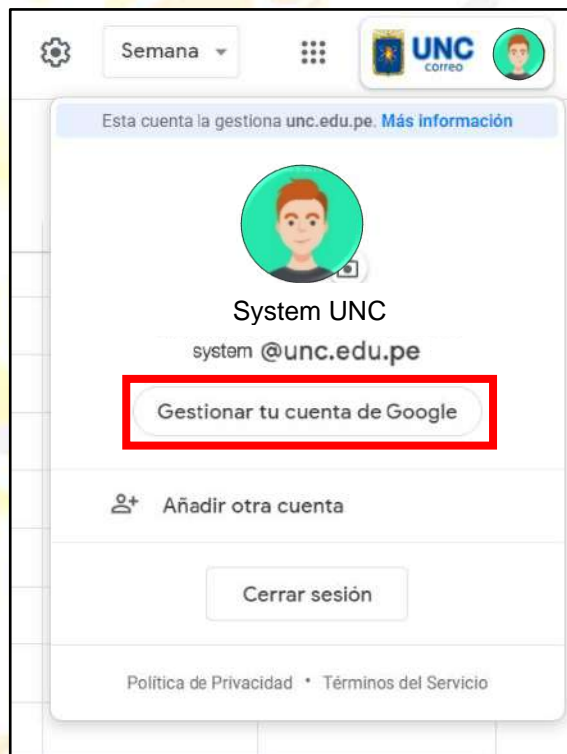 Semana
UNC
correo
Esta cuenta la gestiona unc.edu.pe. Más información
System UNC
system @unc.edu.pe
Gestionar tu cuenta de Google
Añadir otra cuenta
Cerrar sesión
Política de Privacidad • Términos del Servicio